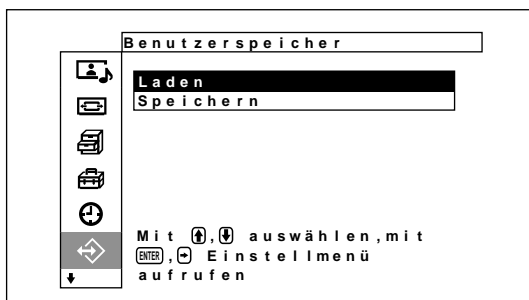 Benutzerspeicher
Laden
Speichern
Mit ⬆,⬇ auswählen,mit
ENTER,➡ Einstellmenü
aufrufen